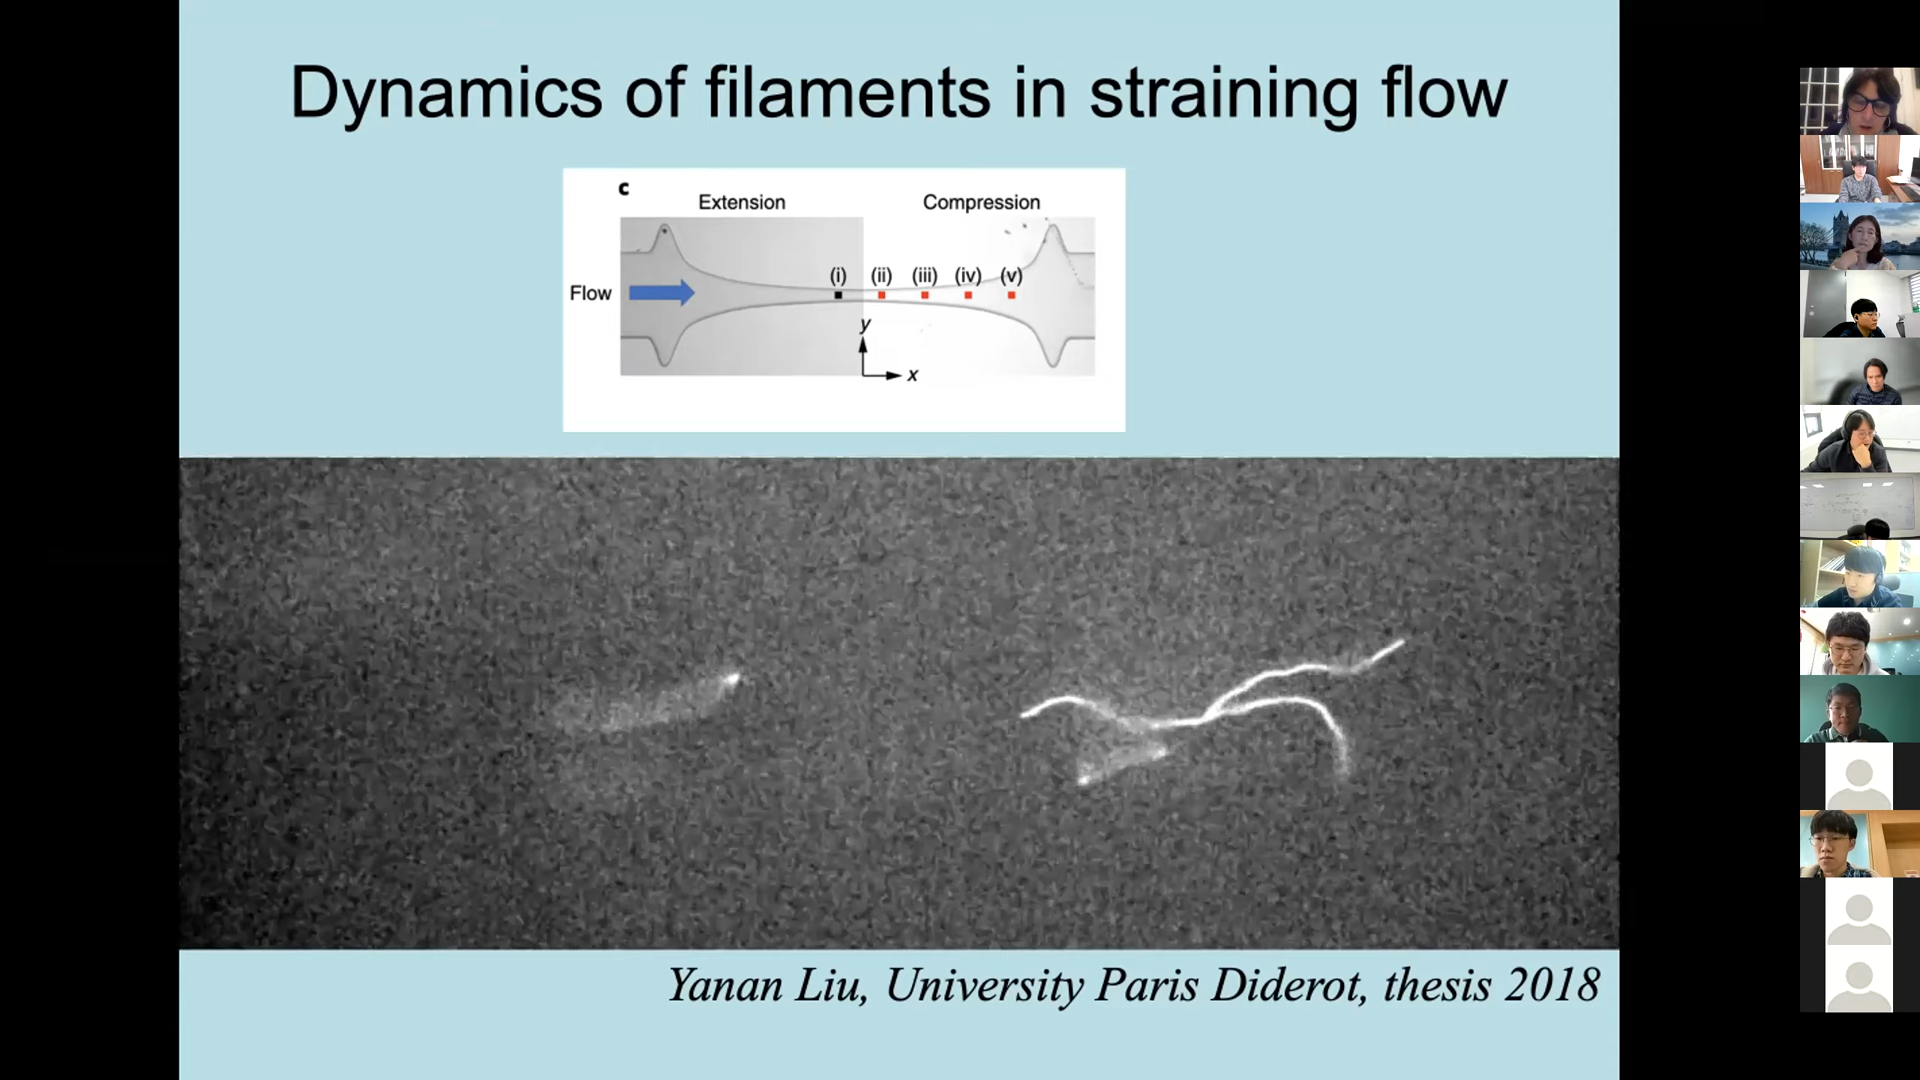 Dynamics of filaments in straining flow
c
Extension Compression
(i) (ii) (iii) (iv) (v)
Flow
y
x
Yanan Liu, University Paris Diderot, thesis 2018